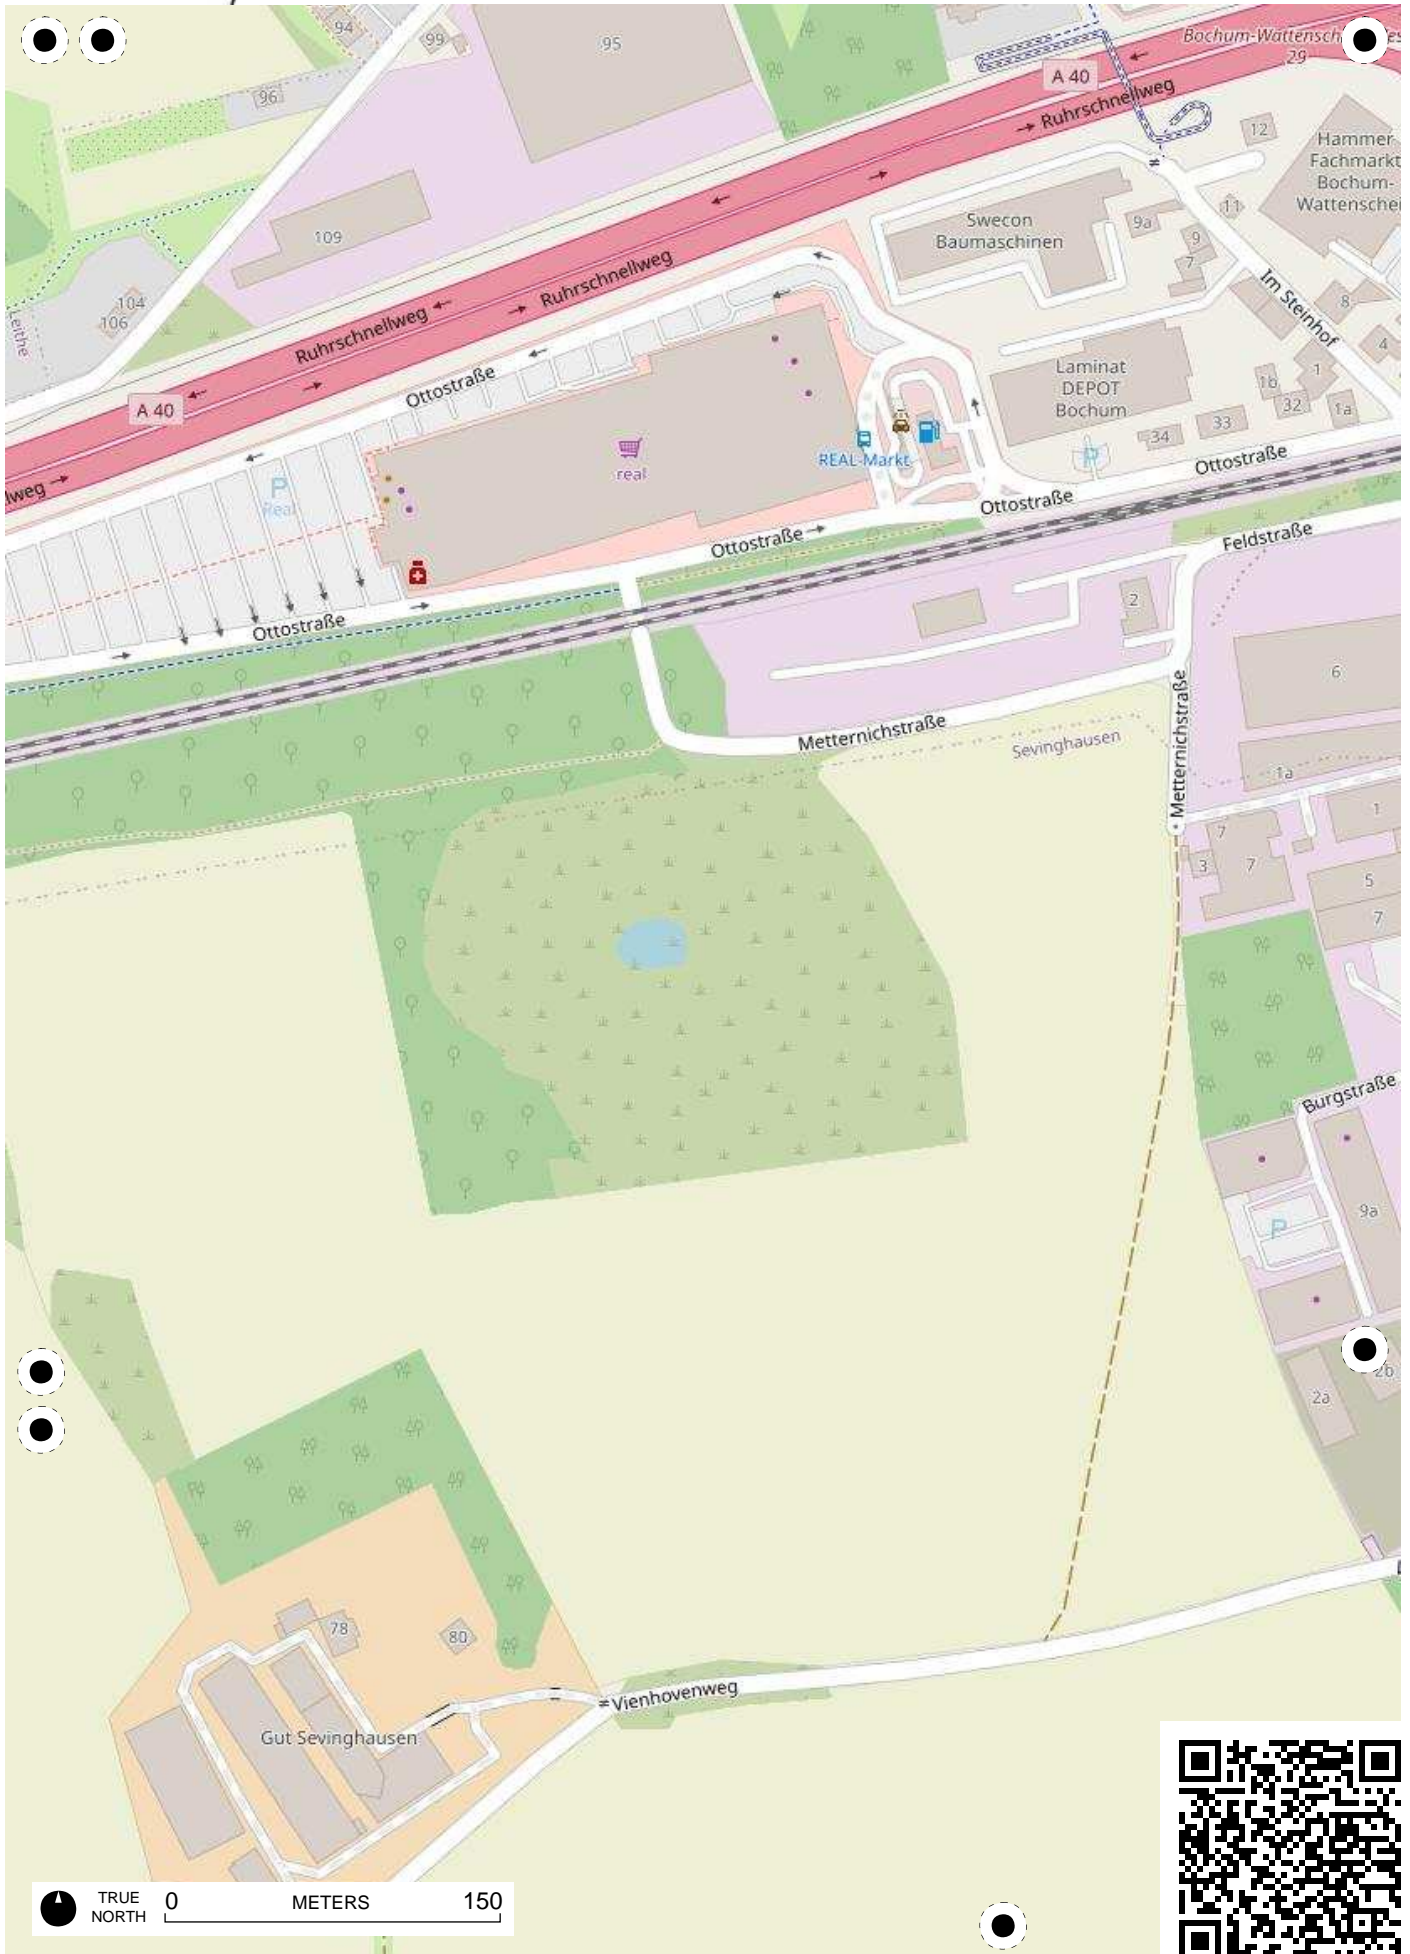 94
99
95
Bochum-Wattensch
29
A 40
Ruhrschnellweg
96
12
Hammer
Fachmarkt
Bochum-
Wattenschei
11
Swecon
Baumaschinen
9a
9
7
109
Ruhrschnellweg
Im Steinhof
8
104
106
Leithe
Ruhrschnellweg
4
Ottostraße
Laminat
DEPOT
Bochum
1
1b
32
1a
A 40
33
34
REAL-Markt
P
Ottostraße
real
P
Real
lweg
Ottostraße
Ottostraße
Feldstraße
2
Ottostraße
6
Metternichstraße
Metternichstraße
Sevinghausen
1a
1
7
3
7
5
7
Burgstraße
9a
P
2b
2a
78
80
Vienhovenweg
Gut Sevinghausen
TRUE
NORTH
0 METERS 150